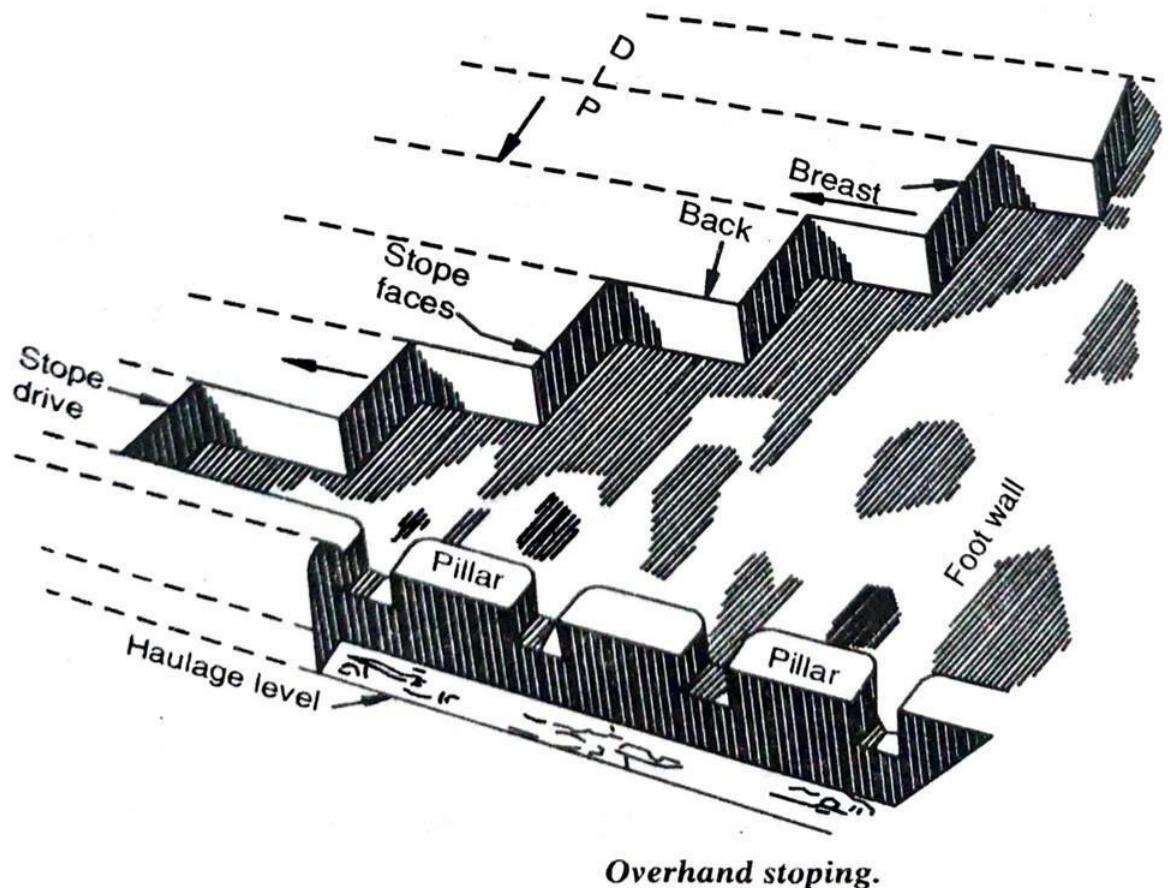 D
P
Breast
Back
Stope
faces
Stope
drive
Foot wall
Pillar
Pillar
Haulage level
Overhand stoping.